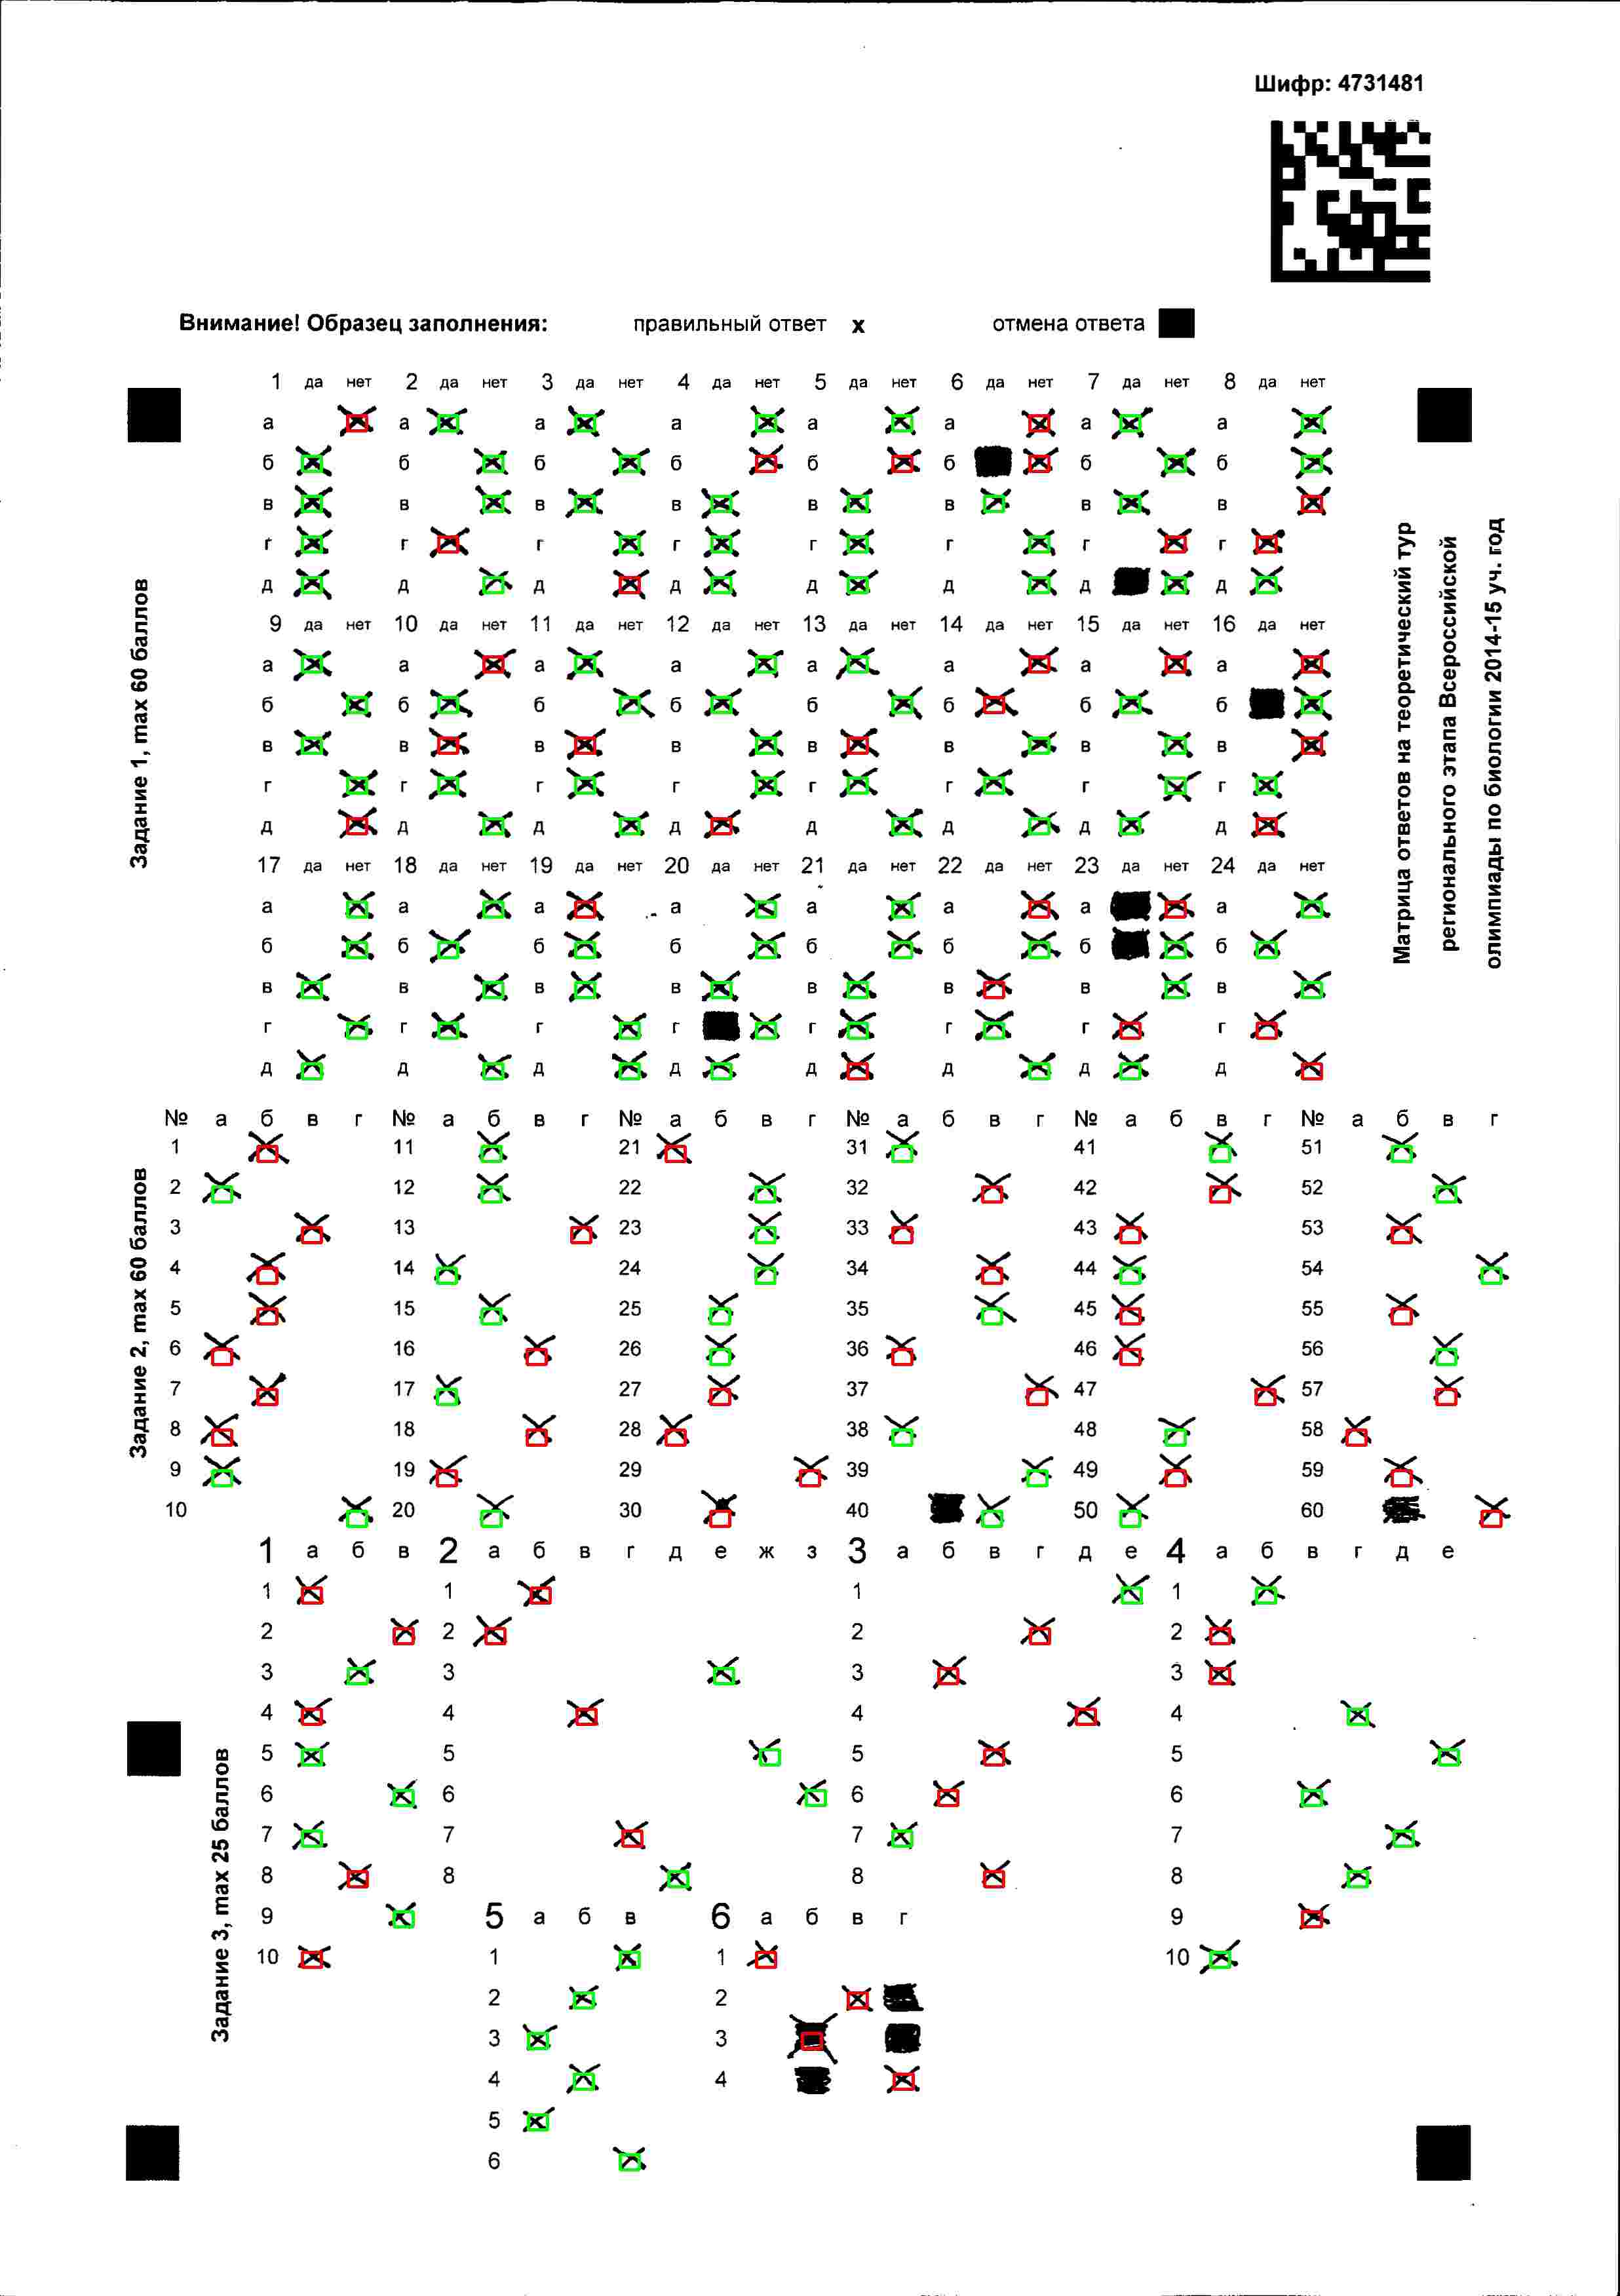 Шифр: 4731481
Внимание! Образец заполнения: правильный ответ x отмена ответа
1 да нет 2 да нет 3 да нет 4 да нет 5 да нет 6 да нет 7 да нет 8 да нет
а а а а а а а а
б б б б б б б б
в в в в в в в в
г г г г г г г г
д д д д д д д д
9 да нет 10 да нет 11 да нет 12 да нет 13 да нет 14 да нет 15 да нет 16 да нет
а а а а а а а а
б б б б б б б б
в в в в в в в в
г г г г г г г г
д д д д д д д д
17 да нет 18 да нет 19 да нет 20 да нет 21 да нет 22 да нет 23 да нет 24 да нет
а а а а а а а а
б б б б б б б б
в в в в в в в в
г г г г г г г г
д д д д д д д д
Задание 1, max 60 баллов
Матрица ответов на теоретический тур
регионального этапа Всероссийской
олимпиады по биологии 2014-15 уч. год
№ а б в г № а б в г № а б в г № а б в г № а б в г № а б в г
1 11 21 31 41 51
2 12 22 32 42 52
3 13 23 33 43 53
4 14 24 34 44 54
5 15 25 35 45 55
6 16 26 36 46 56
7 17 27 37 47 57
8 18 28 38 48 58
9 19 29 39 49 59
10 20 30 40 50 60
Задание 2, max 60 баллов
1 а б в 2 а б в г д е ж з 3 а б в г д е 4 а б в г д е
1 1 1 1
2 2 2 2
3 3 3 3
4 4 4 4
5 5 5 5
6 6 6 6
7 7 7 7
8 8 8 8
9 5 а б в 6 а б в г 9
10 1 1 10
2 2
3 3
4 4
5
6
Задание 3, max 25 баллов